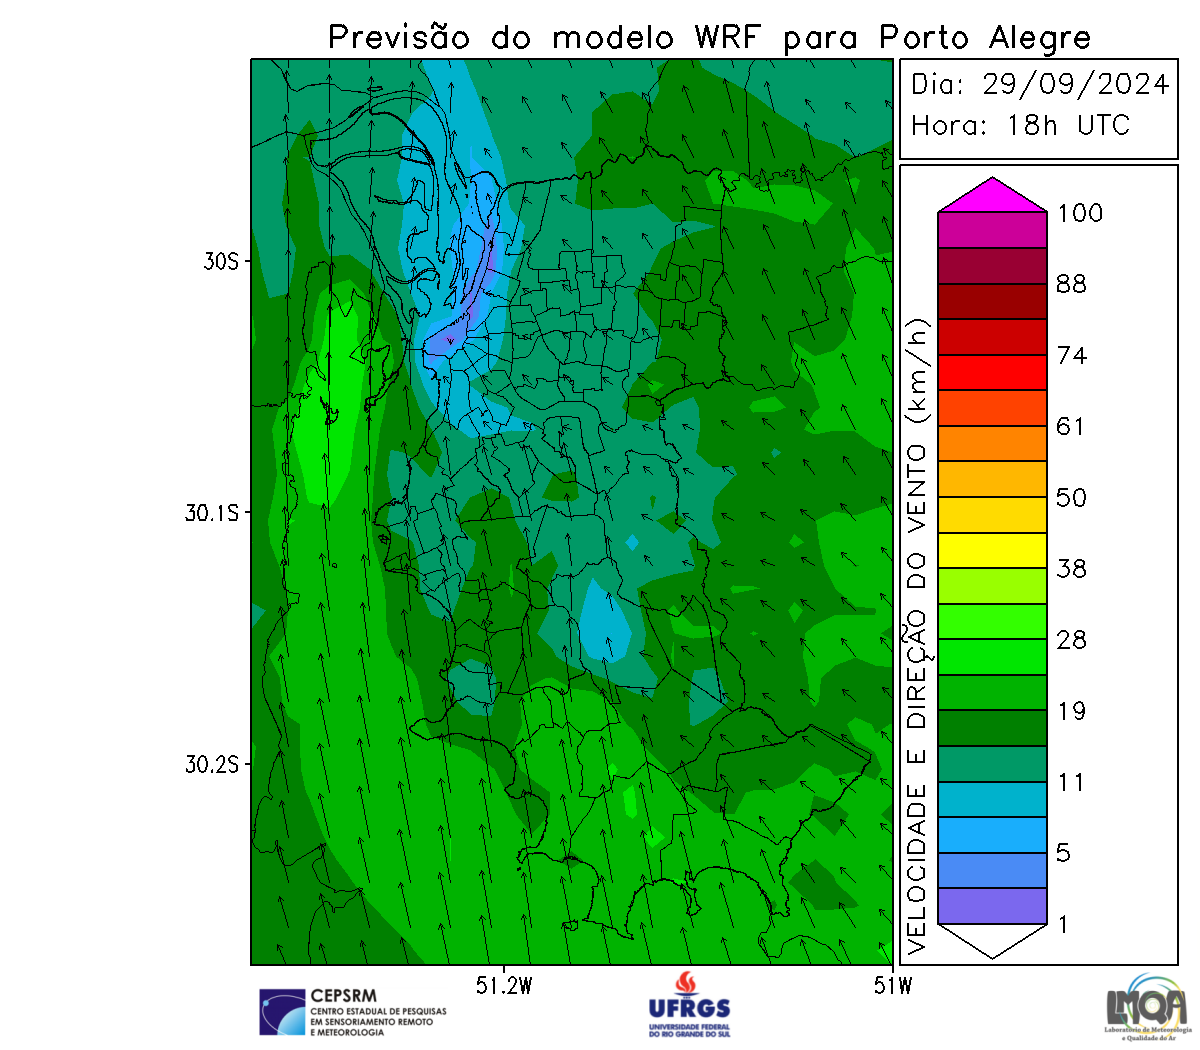 Previsão do modelo WRF para Porto Alegre
Dia: 29/09/2024
Hora: 18h UTC
100
88
74
61
50
38
28
19
11
5
1
VELOCIDADE E DIREÇÃO DO VENTO (km/h)
30S
30.1S
30.2S
51.2W
51W
CEPSRM
CENTRO ESTADUAL DE PESQUISAS
EM SENSORIAMENTO REMOTO
E METEOROLOGIA
UFRGS
UNIVERSIDADE FEDERAL
DO RIO GRANDE DO SUL
LMQA
Laboratório de Meteorologia
e Qualidade do Ar